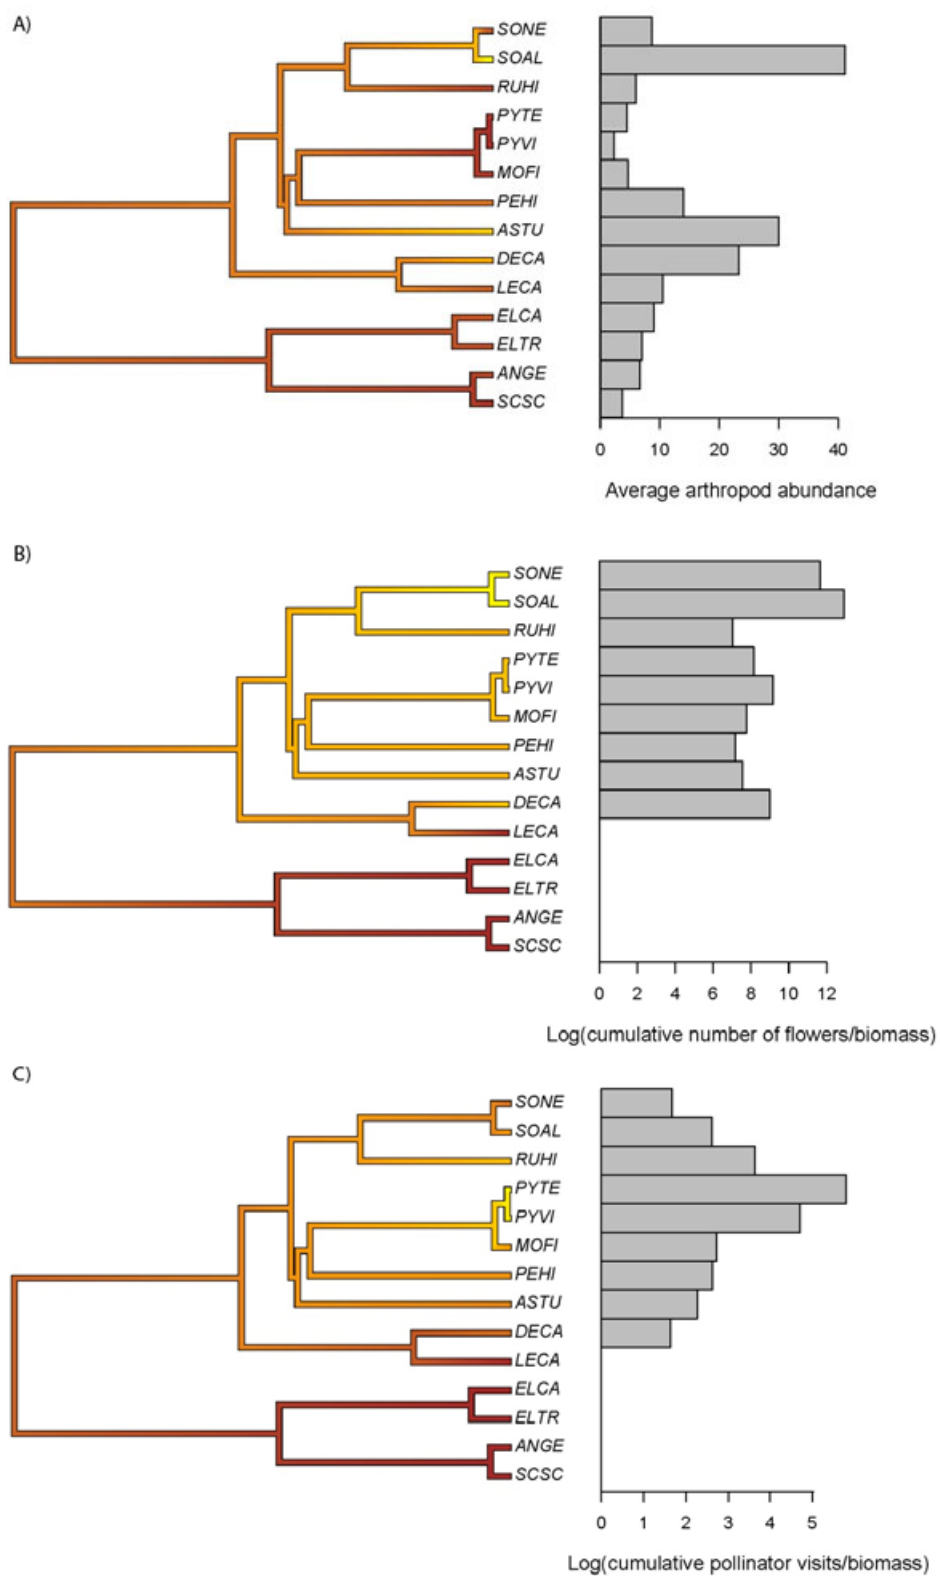 A)
SONE
SOAL
RUHI
PYTE
PYVI
MOFI
PEHI
ASTU
DECA
LECA
ELCA
ELTR
ANGE
SCSC
0 10 20 30 40
Average arthropod abundance
B)
SONE
SOAL
RUHI
PYTE
PYVI
MOFI
PEHI
ASTU
DECA
LECA
ELCA
ELTR
ANGE
SCSC
0 2 4 6 8 10 12
Log(cumulative number of flowers/biomass)
C)
SONE
SOAL
RUHI
PYTE
PYVI
MOFI
PEHI
ASTU
DECA
LECA
ELCA
ELTR
ANGE
SCSC
0 1 2 3 4 5
Log(cumulative pollinator visits/biomass)